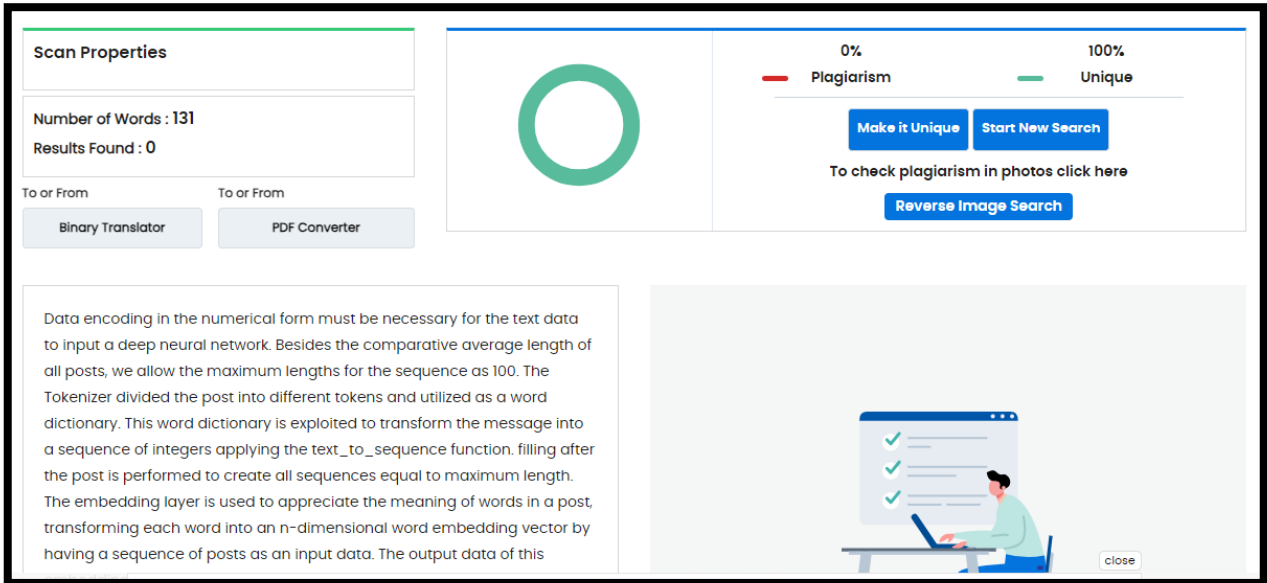 Scan Properties
Number of Words : 131
Results Found : 0
To or From
To or From
Binary Translator
PDF Converter
0%
100%
Plagiarism
Unique
Make it Unique
Start New Search
To check plagiarism in photos click here
Reverse Image Search
Data encoding in the numerical form must be necessary for the text data
to input a deep neural network. Besides the comparative average length of
all posts, we allow the maximum lengths for the sequence as 100. The
Tokenizer divided the post into different tokens and utilized as a word
dictionary. This word dictionary is exploited to transform the message into
a sequence of integers applying the text_to_sequence function. filling after
the post is performed to create all sequences equal to maximum length.
The embedding layer is used to appreciate the meaning of words in a post,
transforming each word into an n-dimensional word embedding vector by
having a sequence of posts as an input data. The output data of this
close